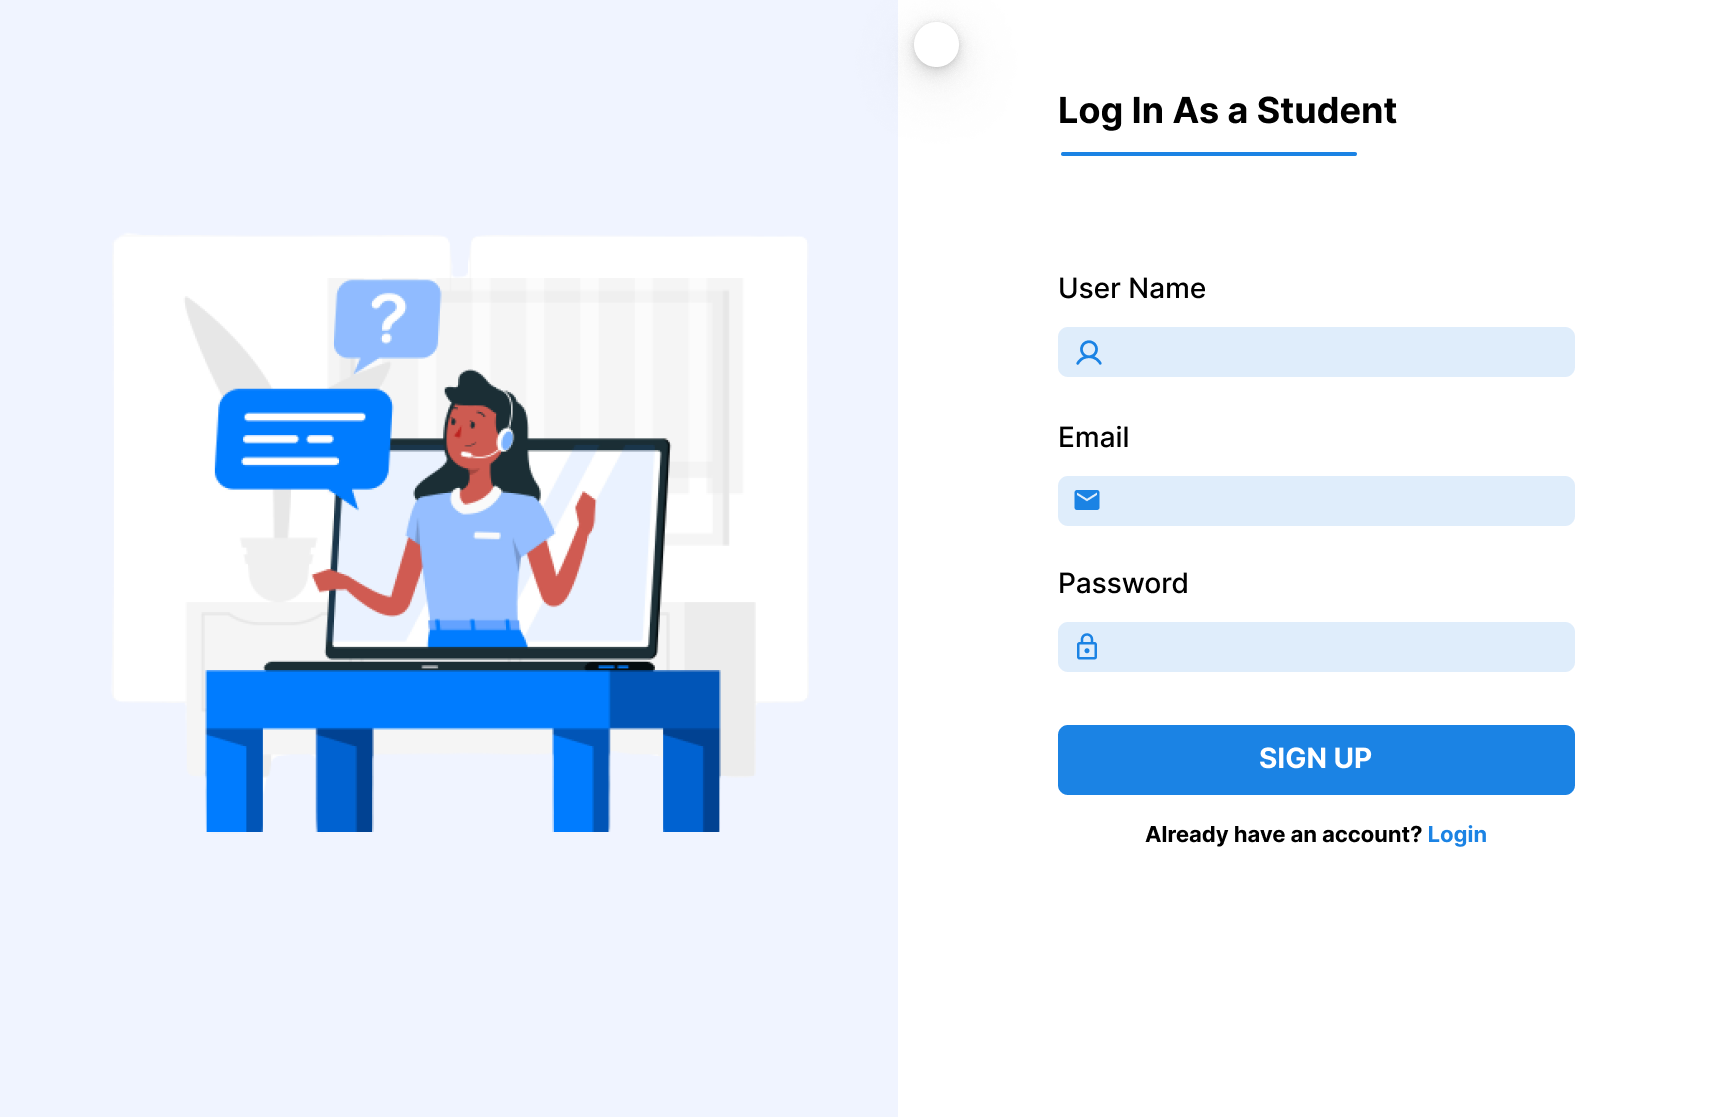 Log In As a Student
?
User Name
Email
Password
SIGN UP
Already have an account? Login